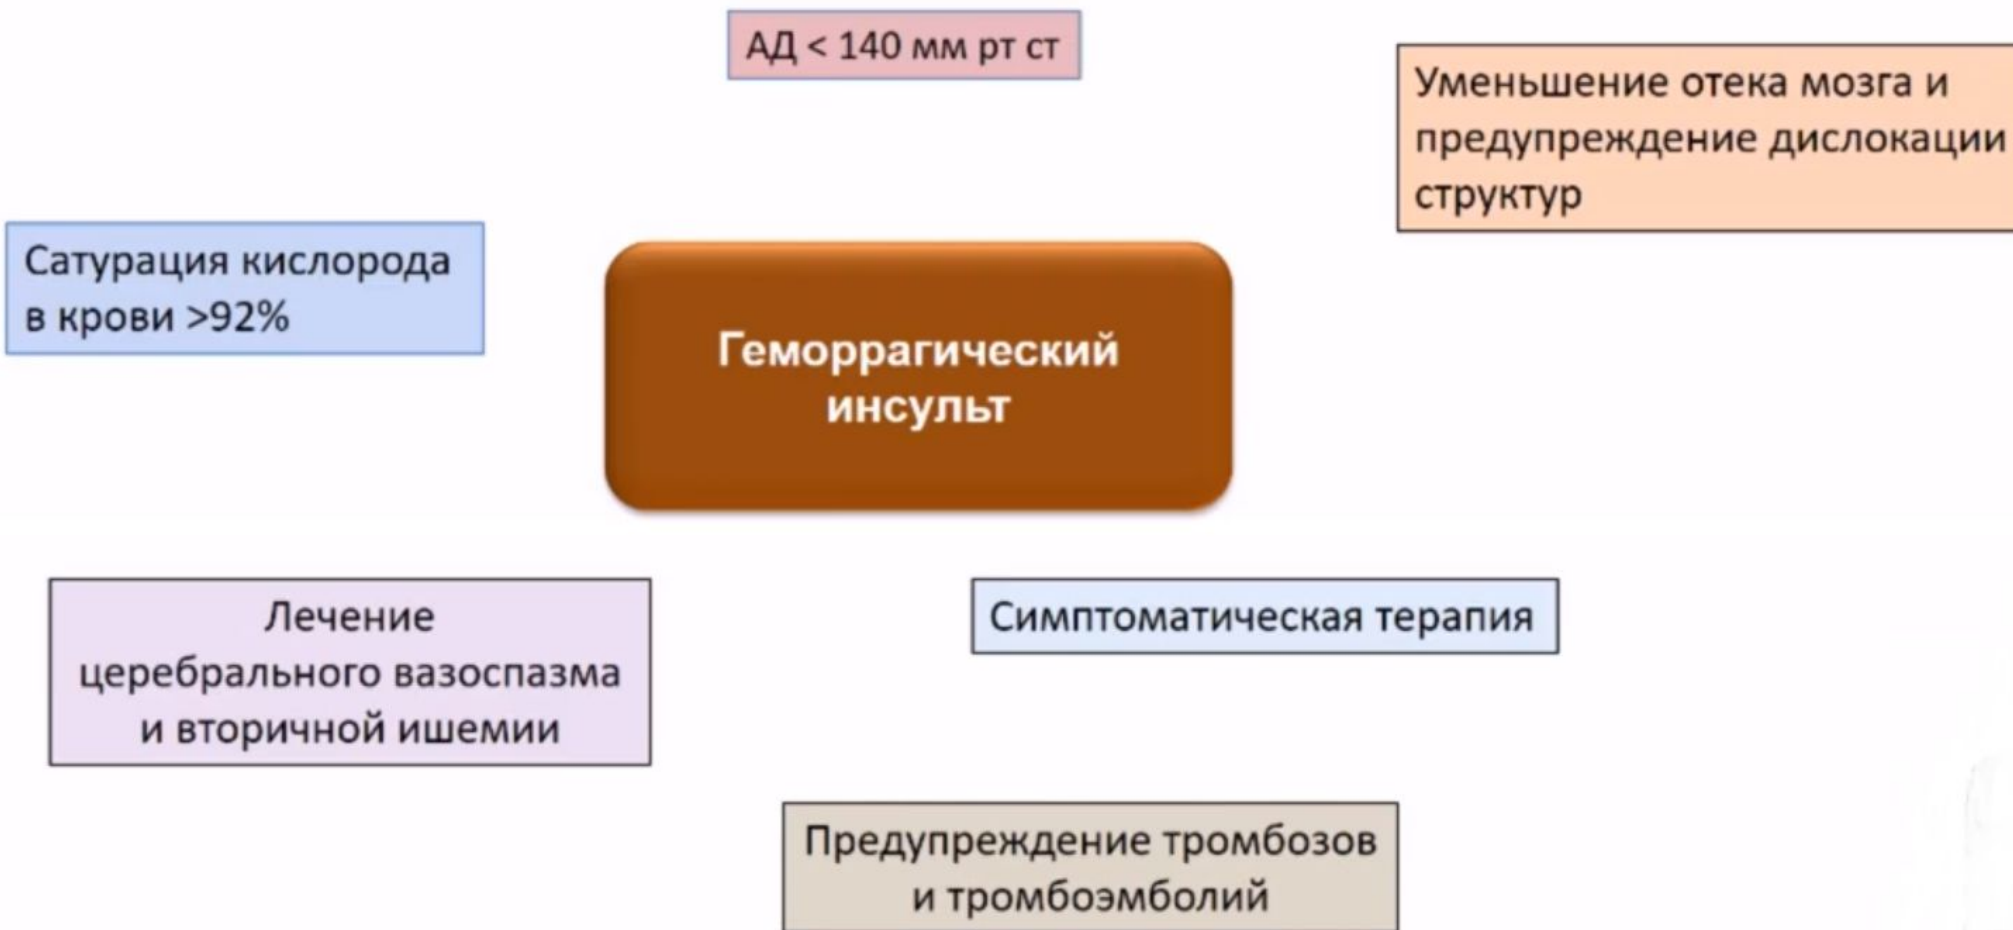 АД < 140 мм рт ст
Уменьшение отека мозга и
предупреждение дислокации
структур
Сатурация кислорода
в крови >92%
Геморрагический
инсульт
Лечение
церебрального вазоспазма
и вторичной ишемии
Симптоматическая терапия
Предупреждение тромбозов
и тромбоэмболий